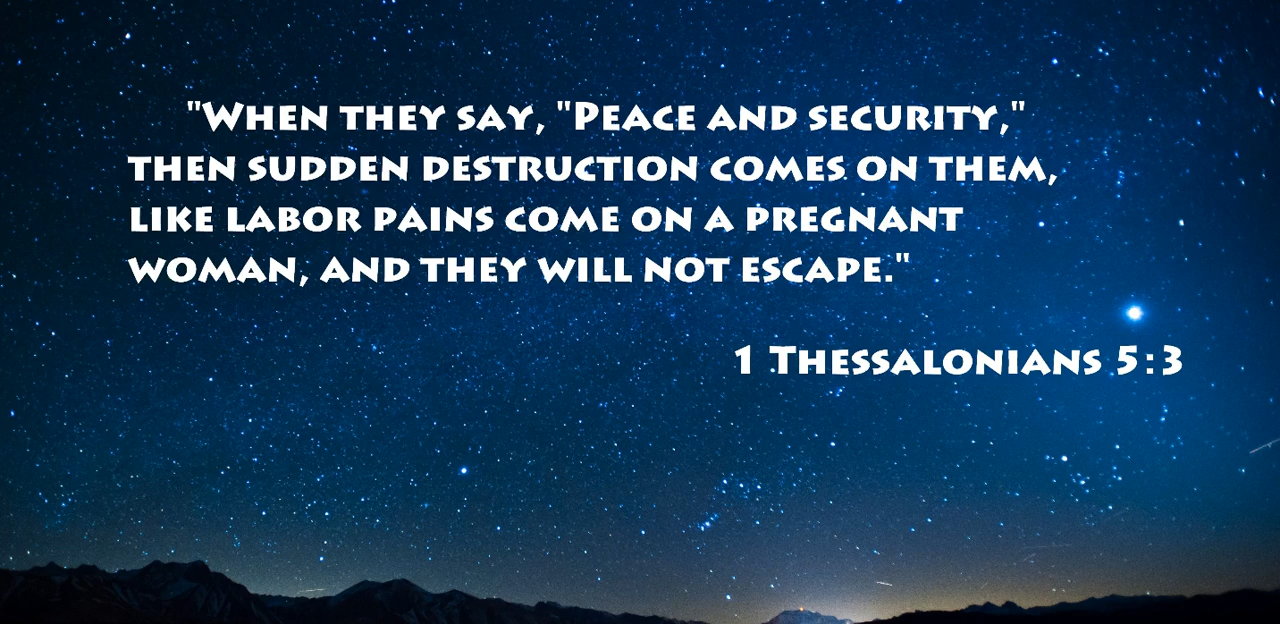 "When they say, "Peace and security,"
then sudden destruction comes on them,
like labor pains come on a pregnant
woman, and they will not escape."
1 Thessalonians 5:3